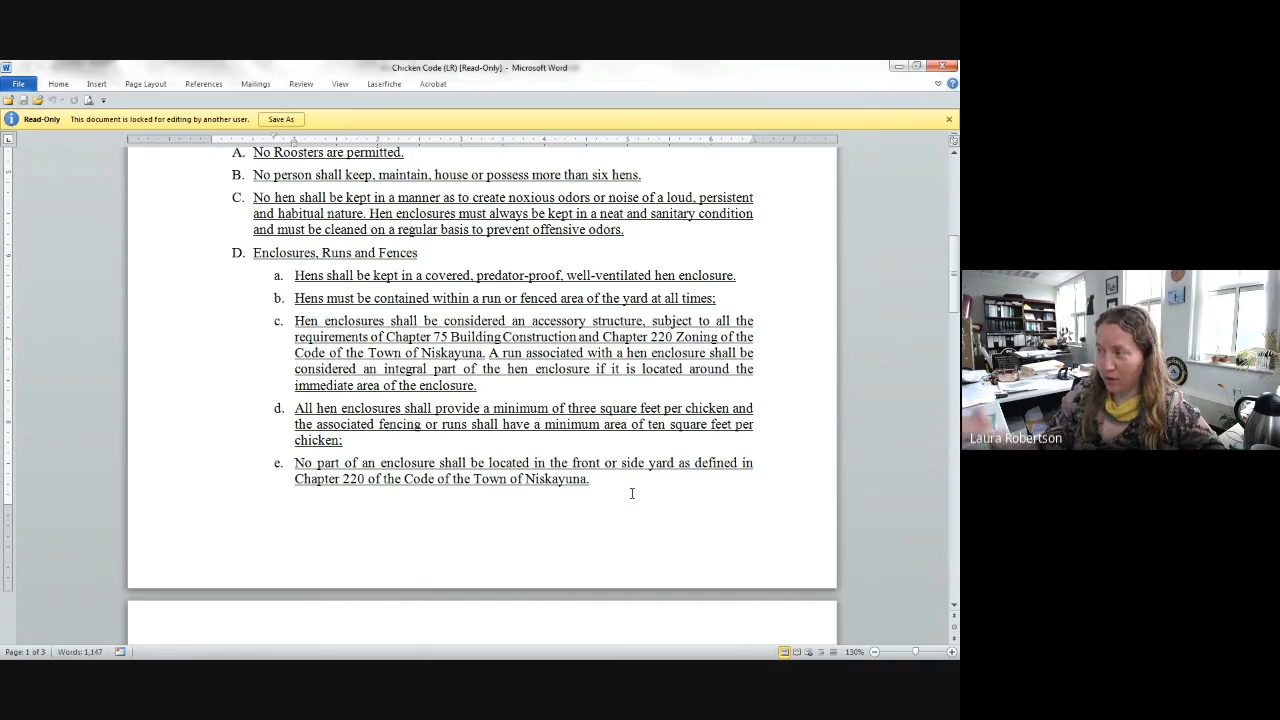 Chicken Code (LR) [Read-Only] - Microsoft Word
File Home Insert Page Layout References Mailings Review View Laserfiche Acrobat
Read-Only This document is locked for editing by another user. Save As
A. No Roosters are permitted.
B. No person shall keep, maintain, house or possess more than six hens.
C. No hen shall be kept in a manner as to create noxious odors or noise of a loud, persistent
and habitual nature. Hen enclosures must always be kept in a neat and sanitary condition
and must be cleaned on a regular basis to prevent offensive odors.
D. Enclosures, Runs and Fences
a. Hens shall be kept in a covered, predator-proof, well-ventilated hen enclosure.
b. Hens must be contained within a run or fenced area of the yard at all times;
c. Hen enclosures shall be considered an accessory structure, subject to all the
requirements of Chapter 75 Building Construction and Chapter 220 Zoning of the
Code of the Town of Niskayuna. A run associated with a hen enclosure shall be
considered an integral part of the hen enclosure if it is located around the
immediate area of the enclosure.
d. All hen enclosures shall provide a minimum of three square feet per chicken and
the associated fencing or runs shall have a minimum area of ten square feet per
chicken;
e. No part of an enclosure shall be located in the front or side yard as defined in
Chapter 220 of the Code of the Town of Niskayuna.
Laura Robertson
Page: 1 of 3 Words: 1,147 130%